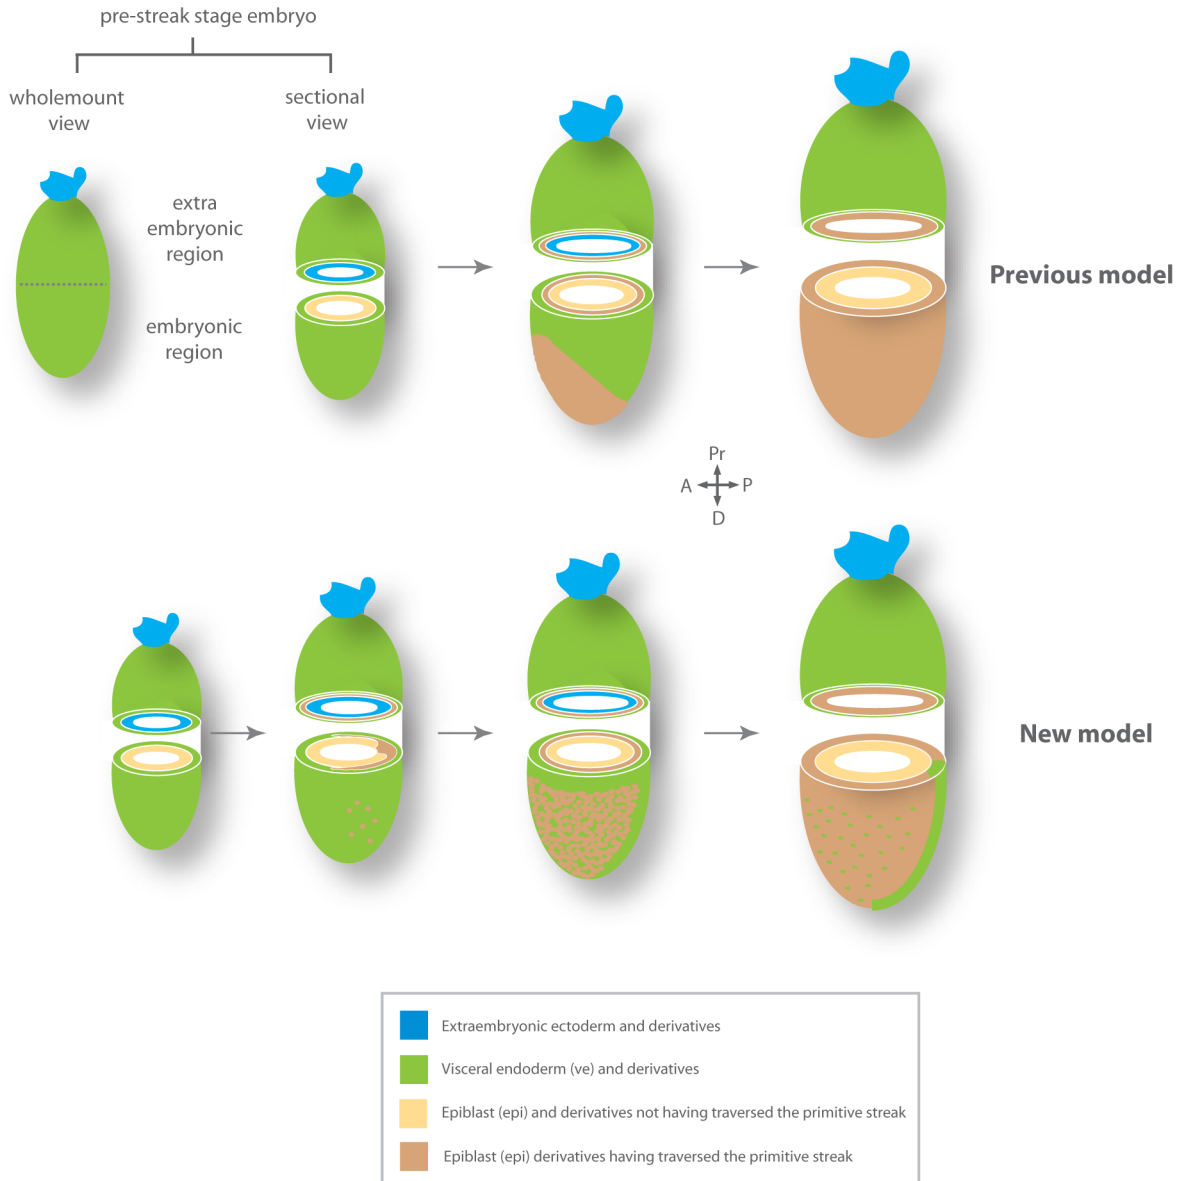 pre-streak stage embryo
wholemount
view
sectional
view
extra
embryonic
region
embryonic
region
Previous model
Pr
A
P
D
New model
Extraembryonic ectoderm and derivatives
Visceral endoderm (ve) and derivatives
Epiblast (epi) and derivatives not having traversed the primitive streak
Epiblast (epi) derivatives having traversed the primitive streak